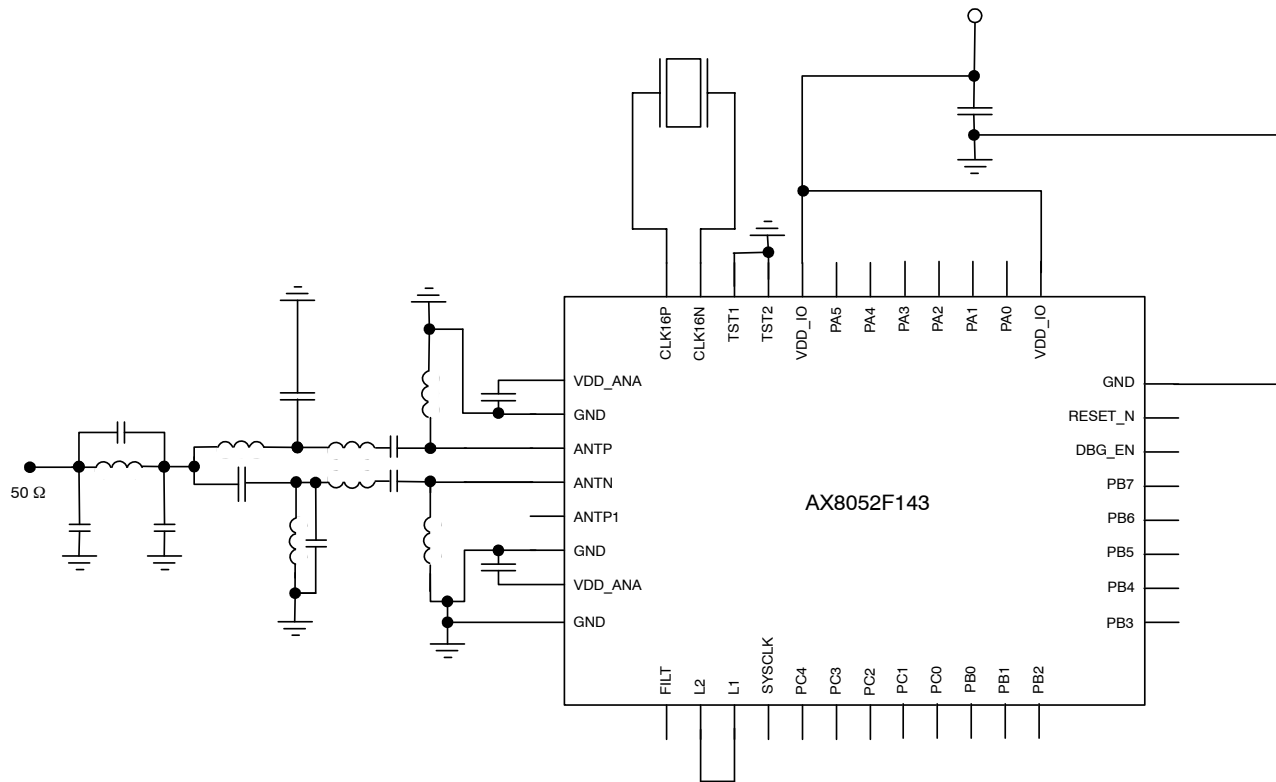 CLK16P
CLK16N
TST1
TST2
VDD_IO
PA5
PA4
PA3
PA2
PA1
PA0
VDD_IO
VDD_ANA
GND
ANTP
ANTN
ANTP1
GND
VDD_ANA
GND
50 Ω
AX8052F143
GND
RESET_N
DBG_EN
PB7
PB6
PB5
PB4
PB3
FILT
L2
L1
SYSCLK
PC4
PC3
PC2
PC1
PC0
PB0
PB1
PB2